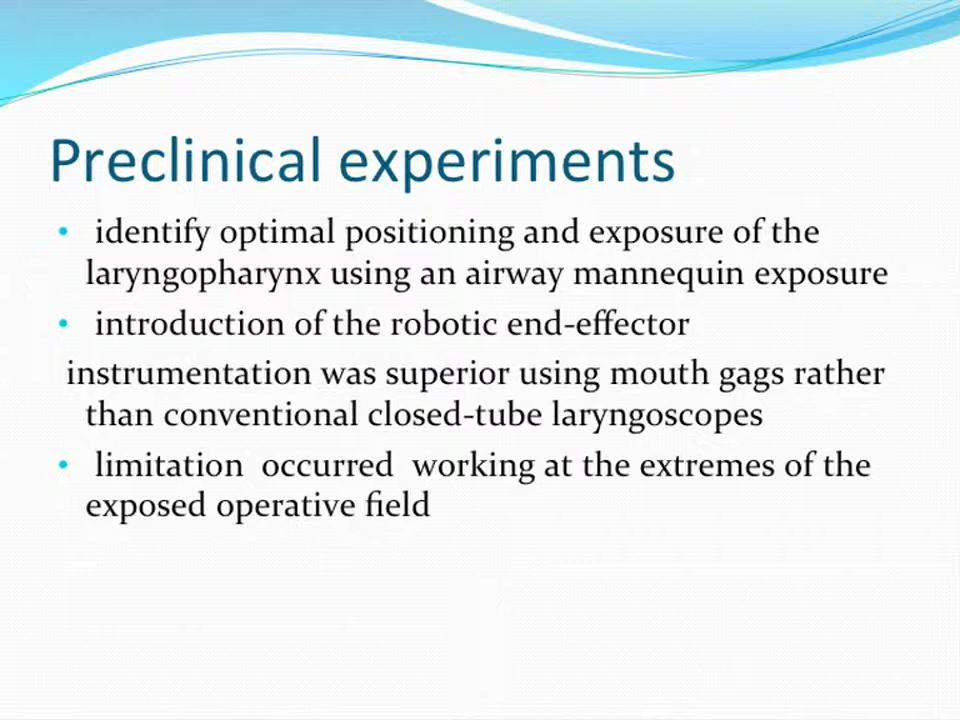 Preclinical experiments
• identify optimal positioning and exposure of the
laryngopharynx using an airway mannequin exposure
• introduction of the robotic end-effector
instrumentation was superior using mouth gags rather
than conventional closed-tube laryngoscopes
• limitation occurred working at the extremes of the
exposed operative field